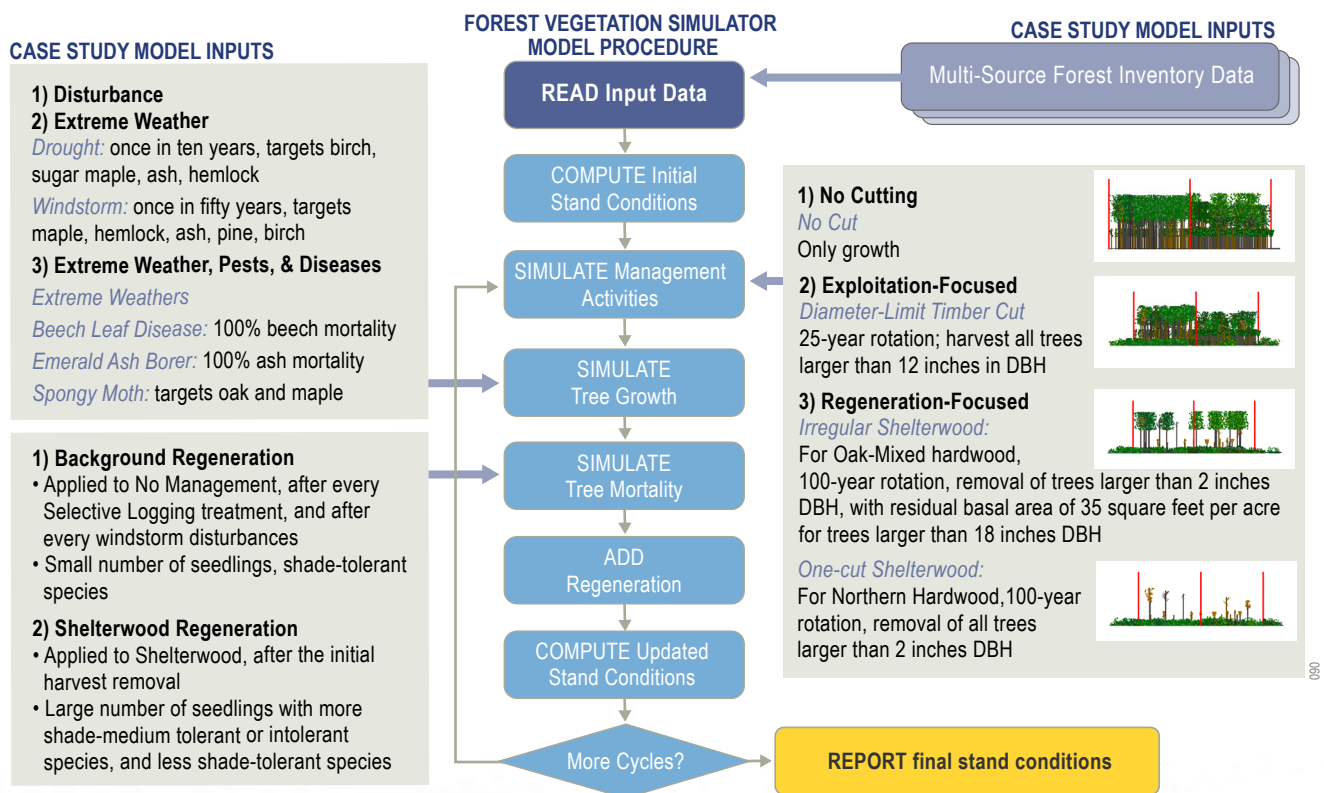 FOREST VEGETATION SIMULATOR
MODEL PROCEDURE
CASE STUDY MODEL INPUTS
1) Disturbance
2) Extreme Weather
Drought: once in ten years, targets birch,
sugar maple, ash, hemlock
Windstorm: once in fifty years, targets
maple, hemlock, ash, pine, birch
3) Extreme Weather, Pests, & Diseases
Extreme Weathers
Beech Leaf Disease: 100% beech mortality
Emerald Ash Borer: 100% ash mortality
Spongy Moth: targets oak and maple
1) Background Regeneration
• Applied to No Management, after every
Selective Logging treatment, and after
every windstorm disturbances
• Small number of seedlings, shade-tolerant
species
2) Shelterwood Regeneration
• Applied to Shelterwood, after the initial
harvest removal
• Large number of seedlings with more
shade-medium tolerant or intolerant
species, and less shade-tolerant species
READ Input Data
COMPUTE Initial
Stand Conditions
SIMULATE Management
Activities
SIMULATE
Tree Growth
SIMULATE
Tree Mortality
ADD
Regeneration
COMPUTE Updated
Stand Conditions
More Cycles?
REPORT final stand conditions
CASE STUDY MODEL INPUTS
Multi-Source Forest Inventory Data
1) No Cutting
No Cut
Only growth
2) Exploitation-Focused
Diameter-Limit Timber Cut
25-year rotation; harvest all trees
larger than 12 inches in DBH
3) Regeneration-Focused
Irregular Shelterwood:
For Oak-Mixed hardwood,
100-year rotation, removal of trees larger than 2 inches
DBH, with residual basal area of 35 square feet per acre
for trees larger than 18 inches DBH
One-cut Shelterwood:
For Northern Hardwood,100-year
rotation, removal of all trees
larger than 2 inches DBH
090